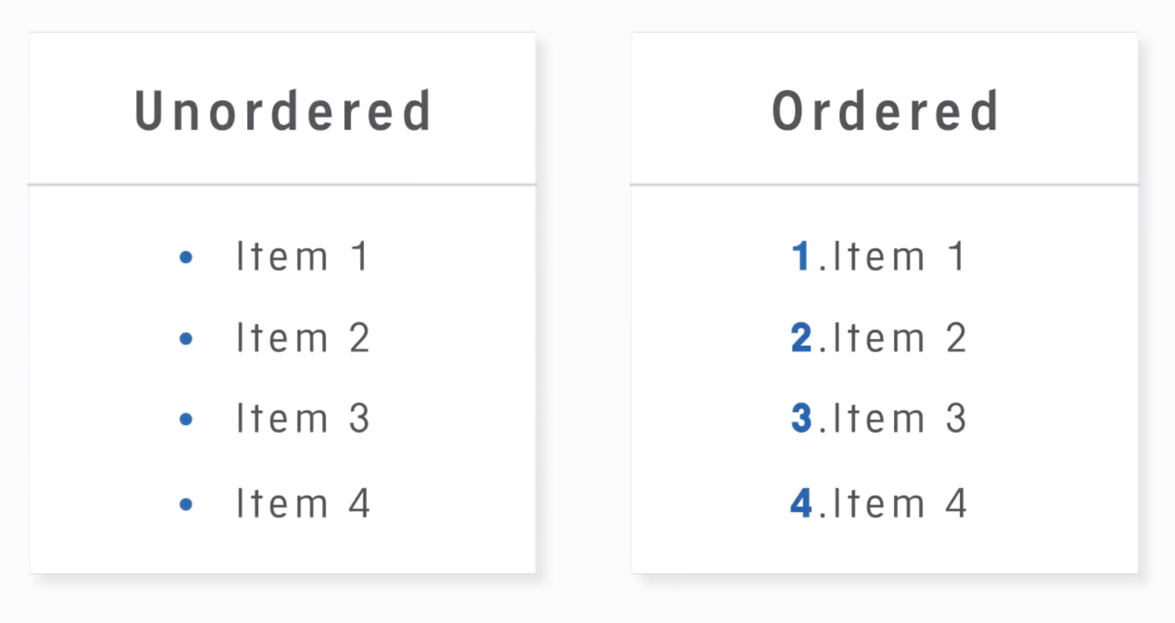 Unordered
• Item 1
• Item 2
• Item 3
• Item 4
Ordered
1.Item 1
2.Item 2
3.Item 3
4.Item 4